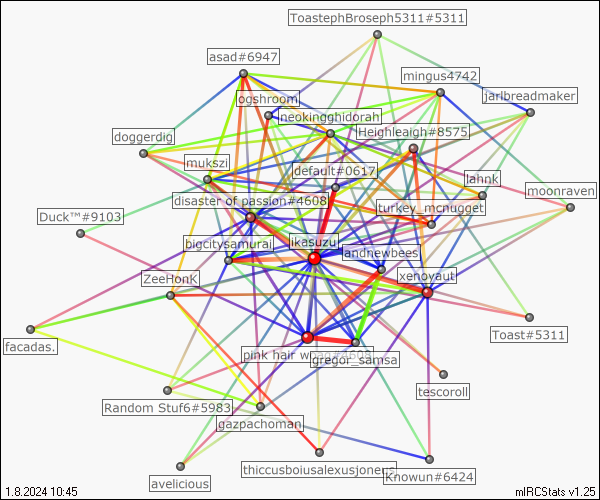 ToastephBroseph5311#5311
asad#6947
mingus4742
ogshroom
jarlbreadmaker
neokingghidorah
Heighleigh#8575
doggerdig
mukszi
default#0617
lahnk
disaster of passion#4608
moonraven
turkey_mcnugget
Duck™#9103
ikasuzu
bigcitysamurai
andnewbees
xenoyaut
ZeeHonK
Toast#5311
facadas.
pink hair
gregor_samsa
tescoroll
Random Stuf6#5983
gazpachoman
avelicious
thiccusboiusalexusjones
Knowun#6424
1.8.2024 10:45
mIRCStats v1.25